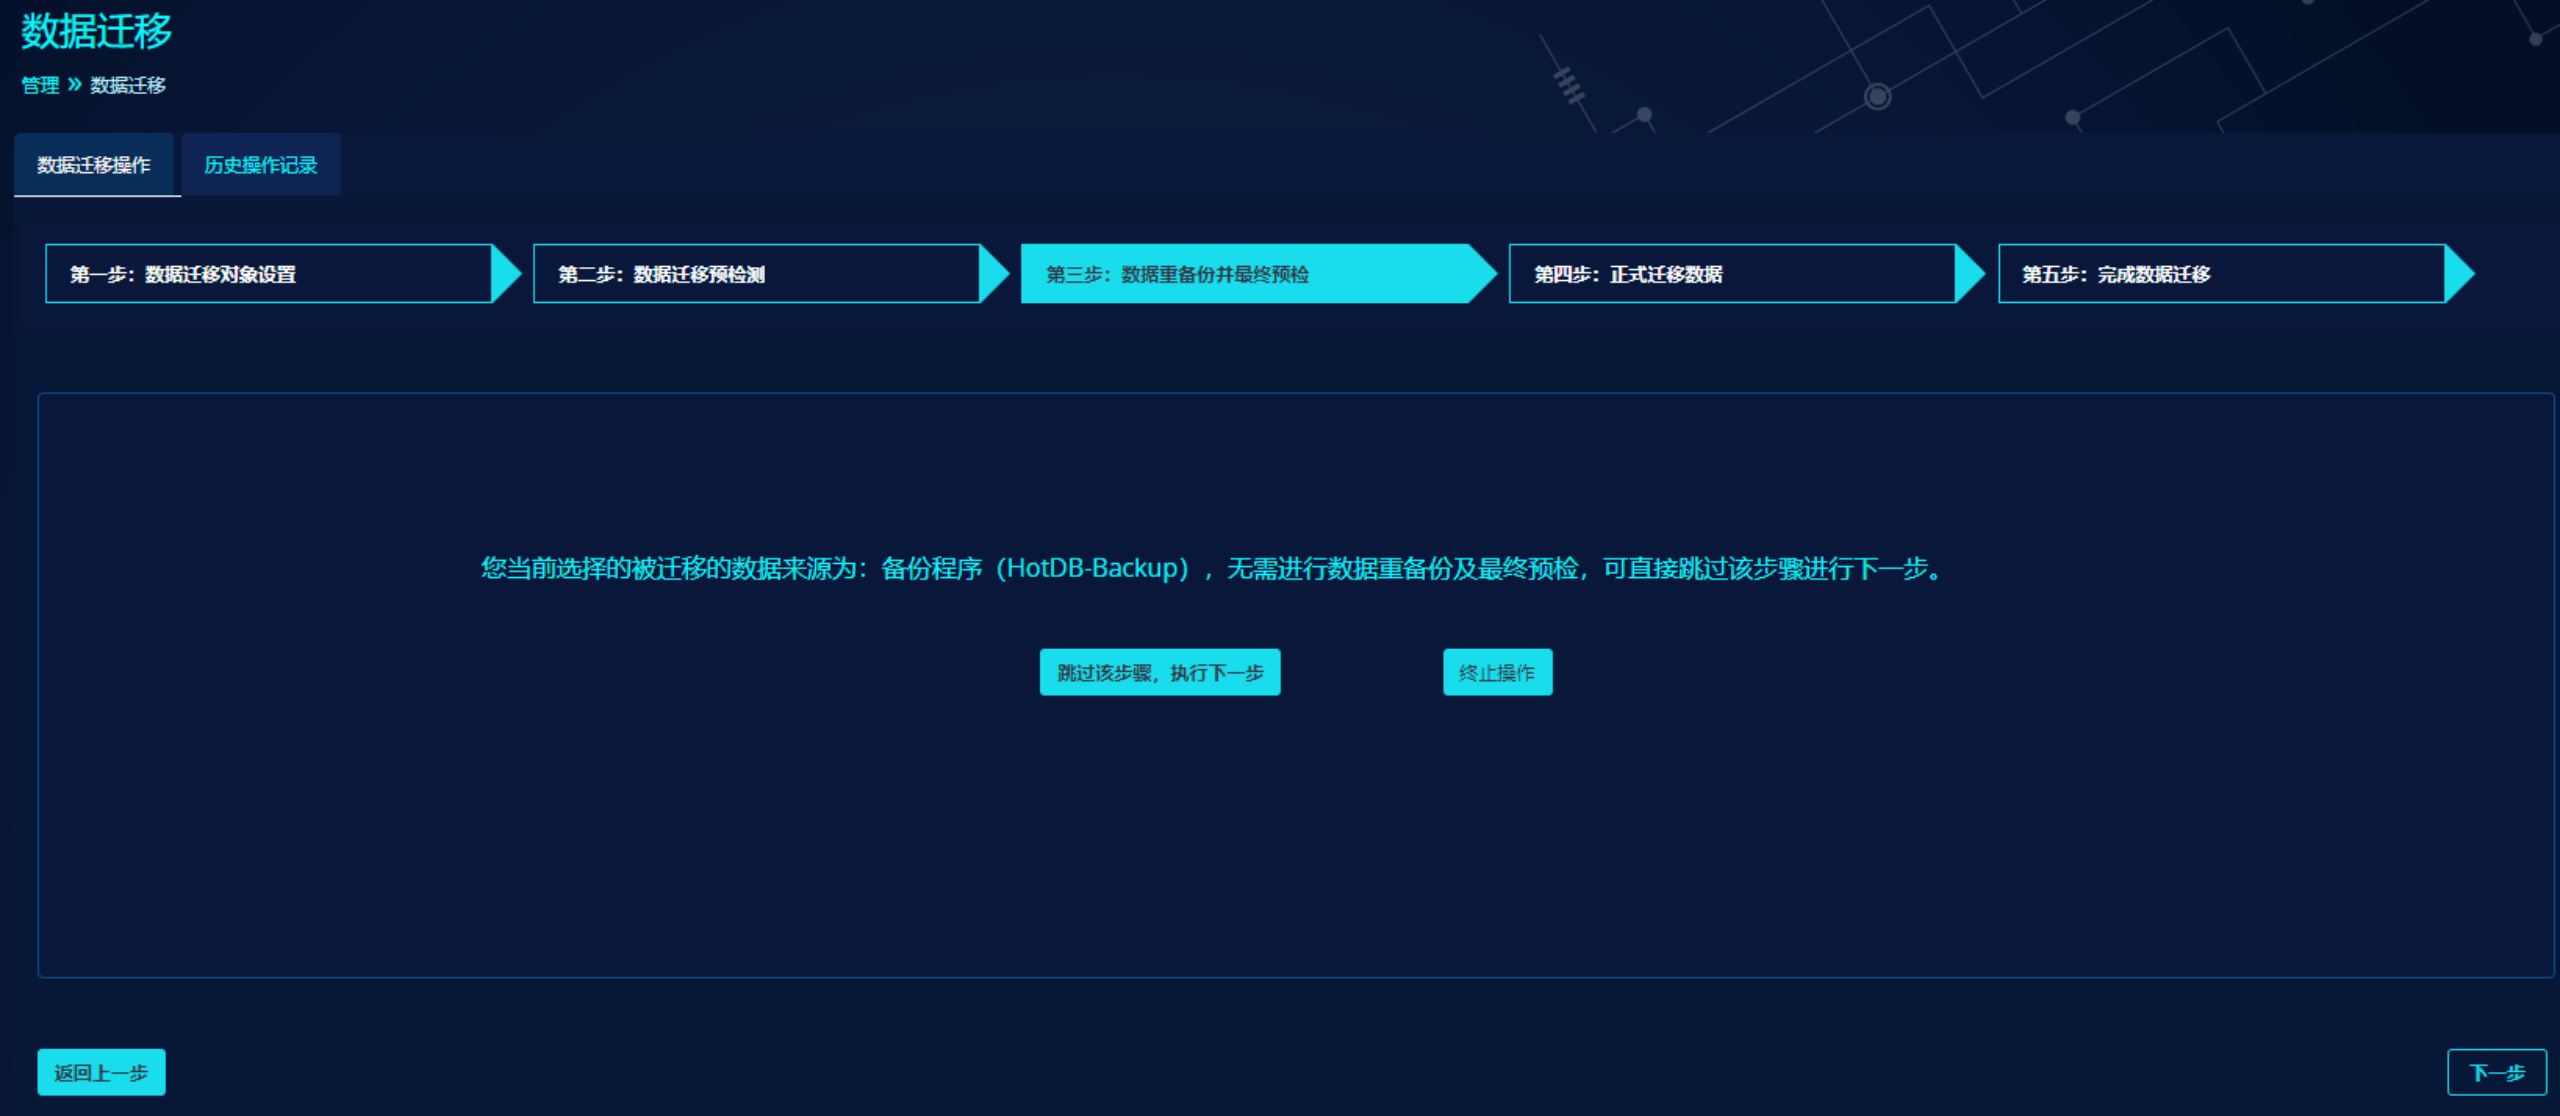 数据迁移
管理 » 数据迁移
数据迁移操作
历史操作记录
第一步：数据迁移对象设置
第二步：数据迁移预检测
第三步：数据重备份并最终预检
第四步：正式迁移数据
第五步：完成数据迁移
您当前选择的被迁移的数据来源为：备份程序（HotDB-Backup），无需进行数据重备份及最终预检，可直接跳过该步骤进行下一步。
跳过该步骤，执行下一步
终止操作
返回上一步
下一步